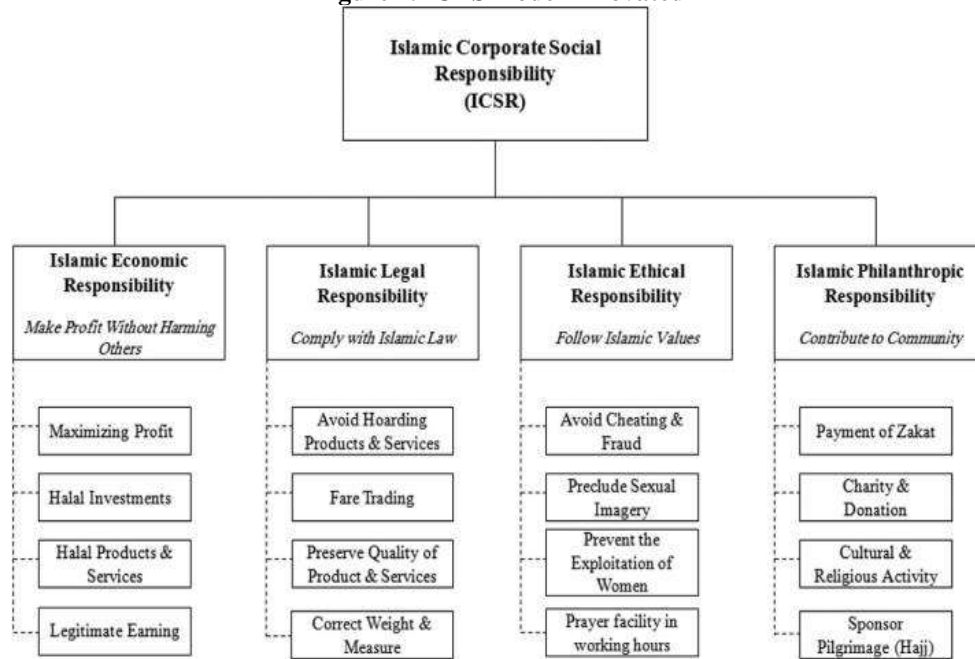 Islamic Corporate Social
Responsibility
(ICSR)
Islamic Economic
Responsibility
Make Profit Without Harming
Others
Maximizing Profit
Halal Investments
Halal Products &
Services
Legitimate Earning
Islamic Legal
Responsibility
Comply with Islamic Law
Avoid Hoarding
Products & Services
Fare Trading
Preserve Quality of
Product & Services
Correct Weight &
Measure
Islamic Ethical
Responsibility
Follow Islamic Values
Avoid Cheating &
Fraud
Preclude Sexual
Imagery
Prevent the
Exploitation of
Women
Prayer facility in
working hours
Islamic Philanthropic
Responsibility
Contribute to Community
Payment of Zakat
Charity &
Donation
Cultural &
Religious Activity
Sponsor
Pilgrimage (Hajj)